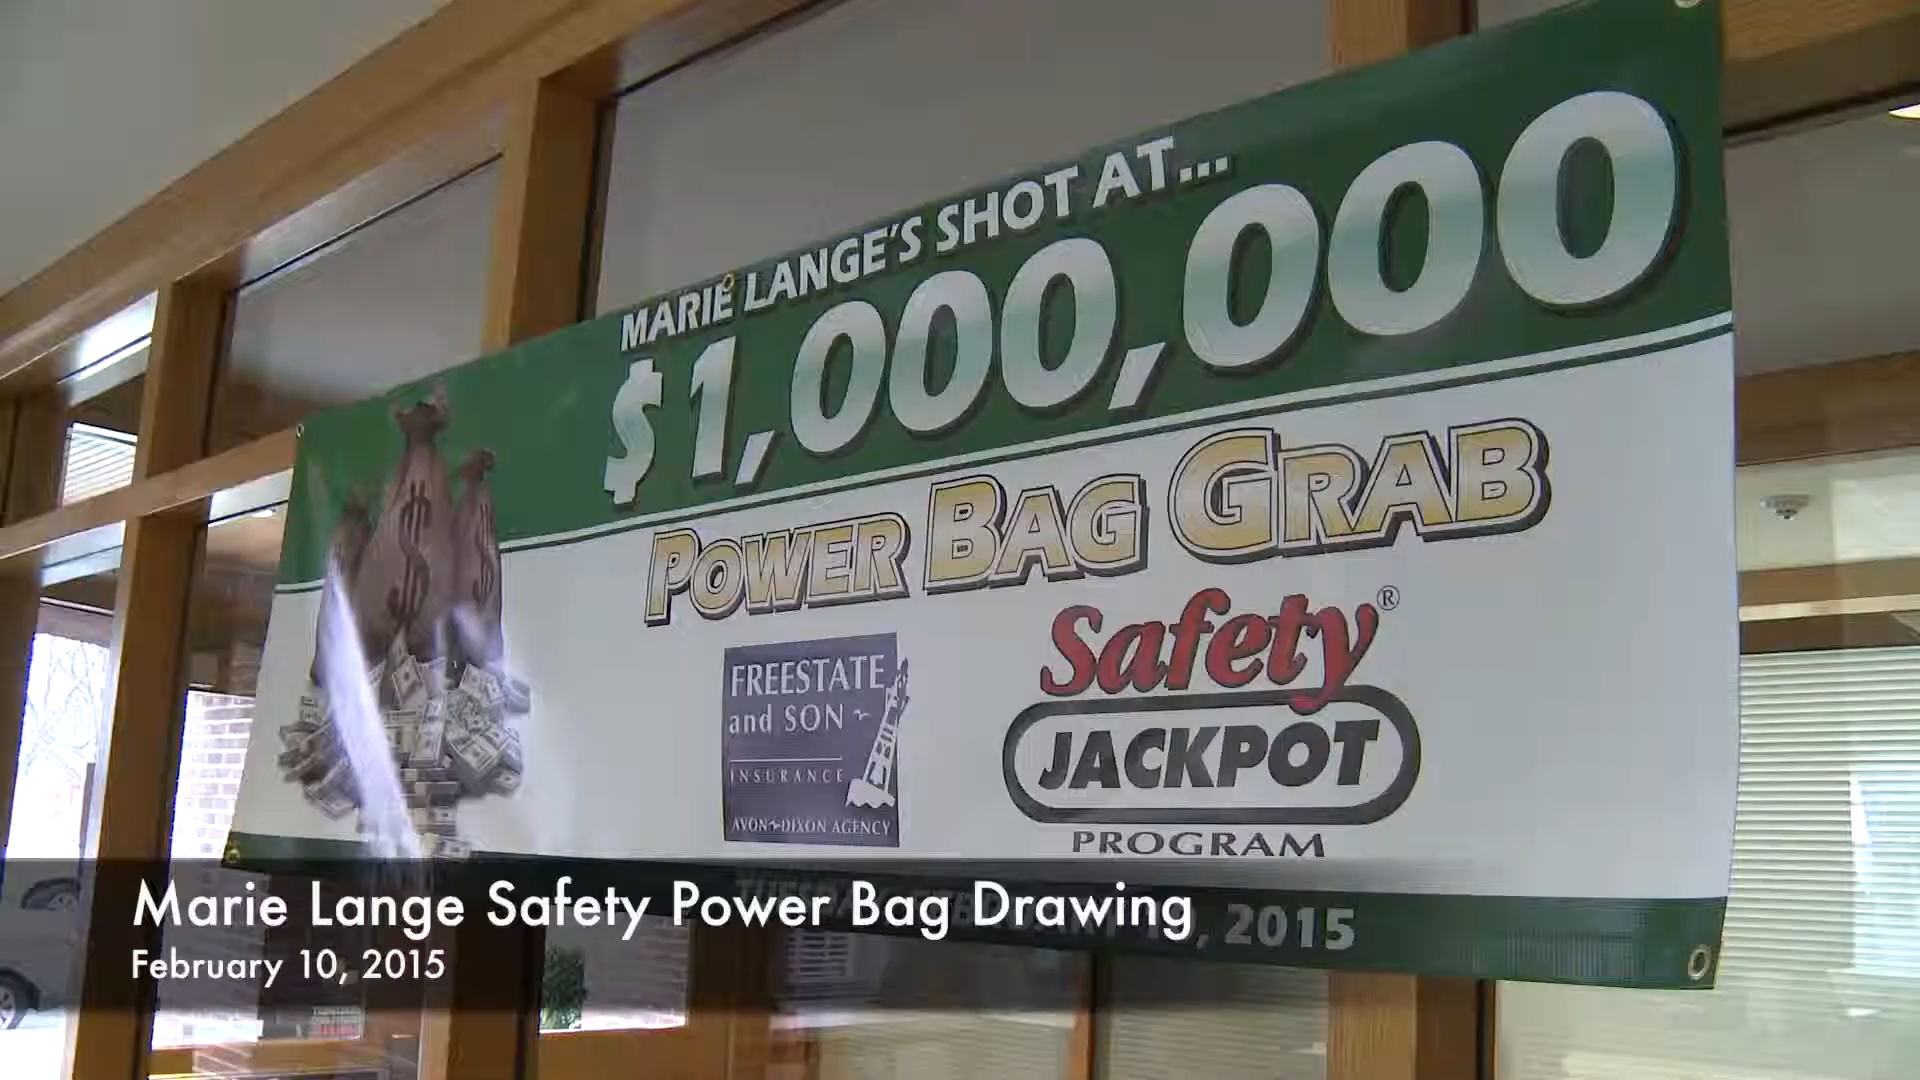 MARIE LANGE'S SHOT AT...
$1,000,000
POWER BAG GRAB
FREESTATE
and SON
INSURANCE
AVON-DIXON AGENCY
Safety®
JACKPOT
PROGRAM
10, 2015
Marie Lange Safety Power Bag Drawing
February 10, 2015